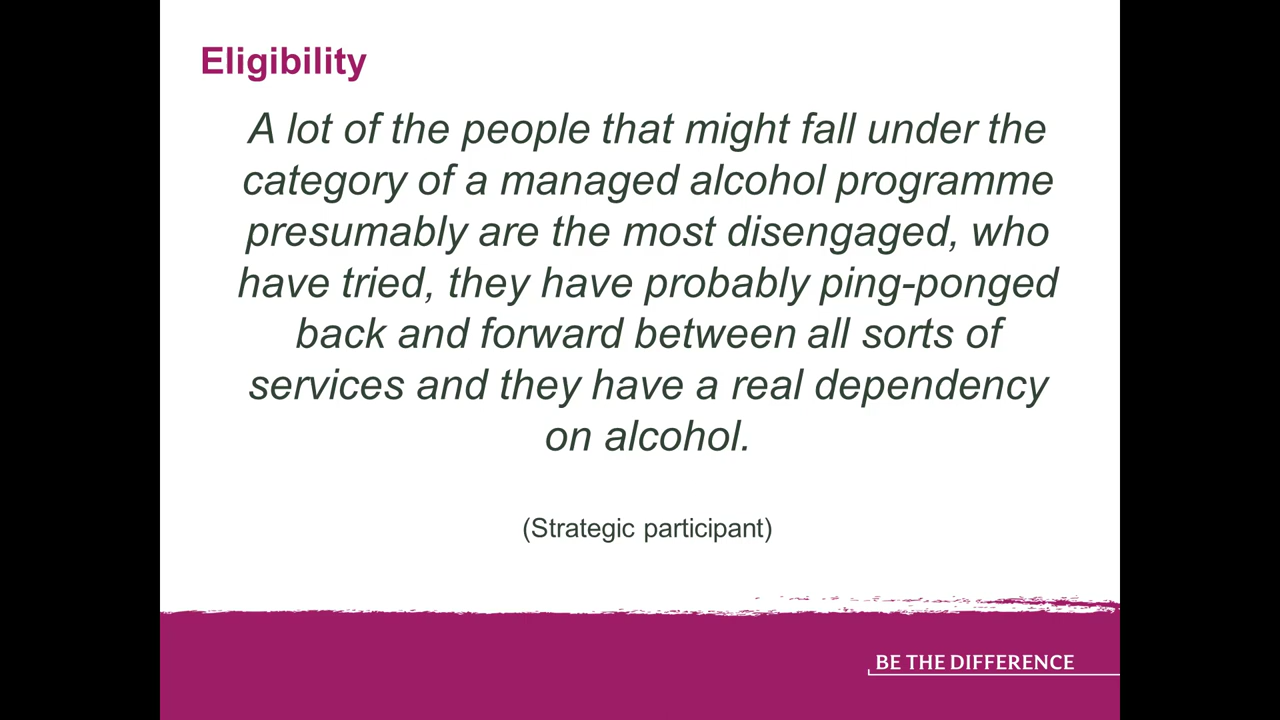 Eligibility
A lot of the people that might fall under the
category of a managed alcohol programme
presumably are the most disengaged, who
have tried, they have probably ping-ponged
back and forward between all sorts of
services and they have a real dependency
on alcohol.
(Strategic participant)
BE THE DIFFERENCE